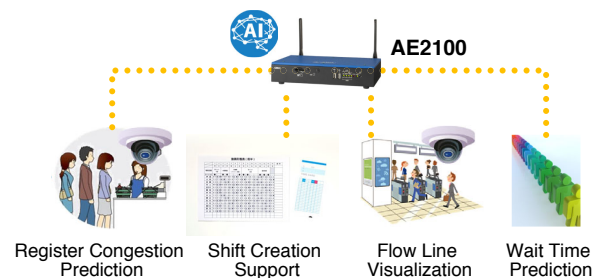 AI
AE2100
Register Congestion
Prediction
Shift Creation
Support
Flow Line
Visualization
Wait Time
Prediction